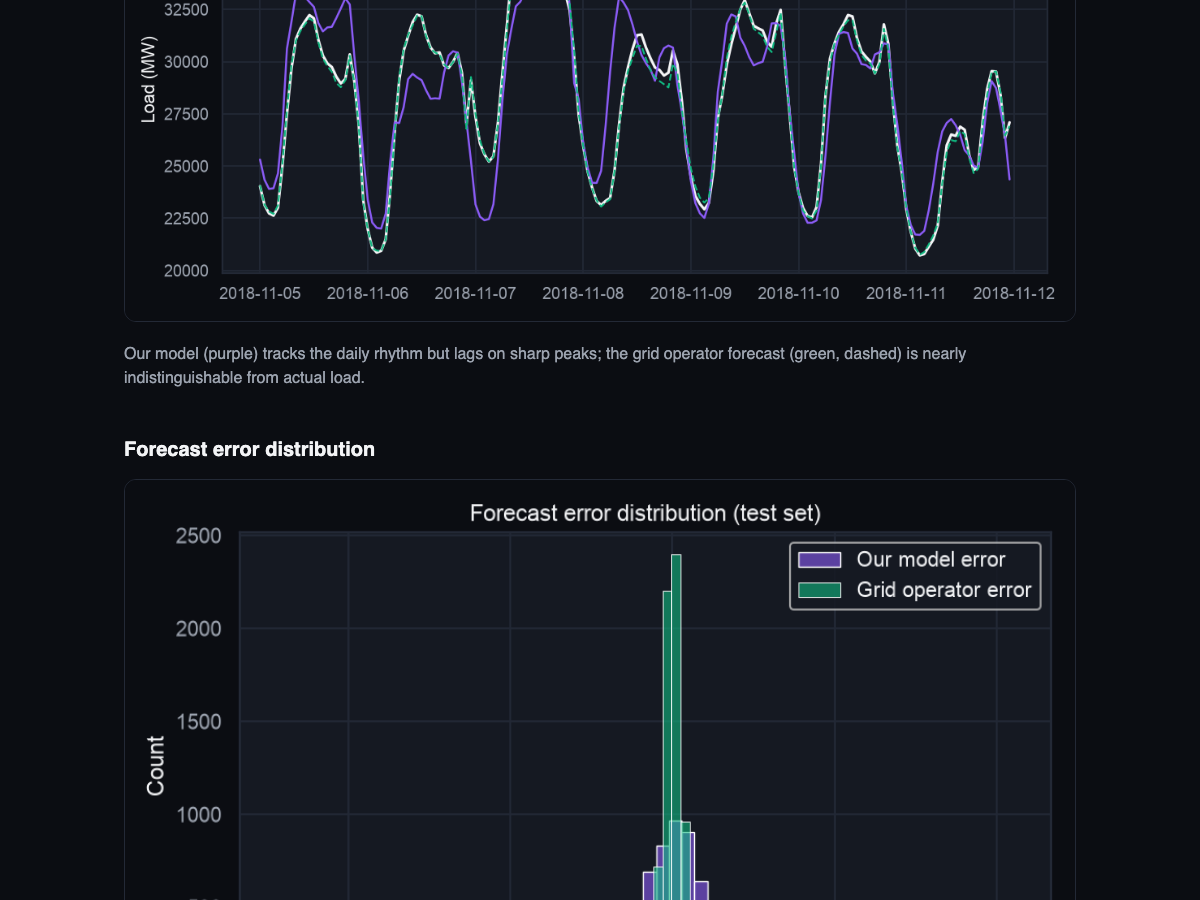 32500
30000
27500
25000
22500
20000
Load (MW)
2018-11-05 2018-11-06 2018-11-07 2018-11-08 2018-11-09 2018-11-10 2018-11-11 2018-11-12
Our model (purple) tracks the daily rhythm but lags on sharp peaks; the grid operator forecast (green, dashed) is nearly
indistinguishable from actual load.
Forecast error distribution
Forecast error distribution (test set)
2500
2000
1500
1000
Count
Our model error
Grid operator error